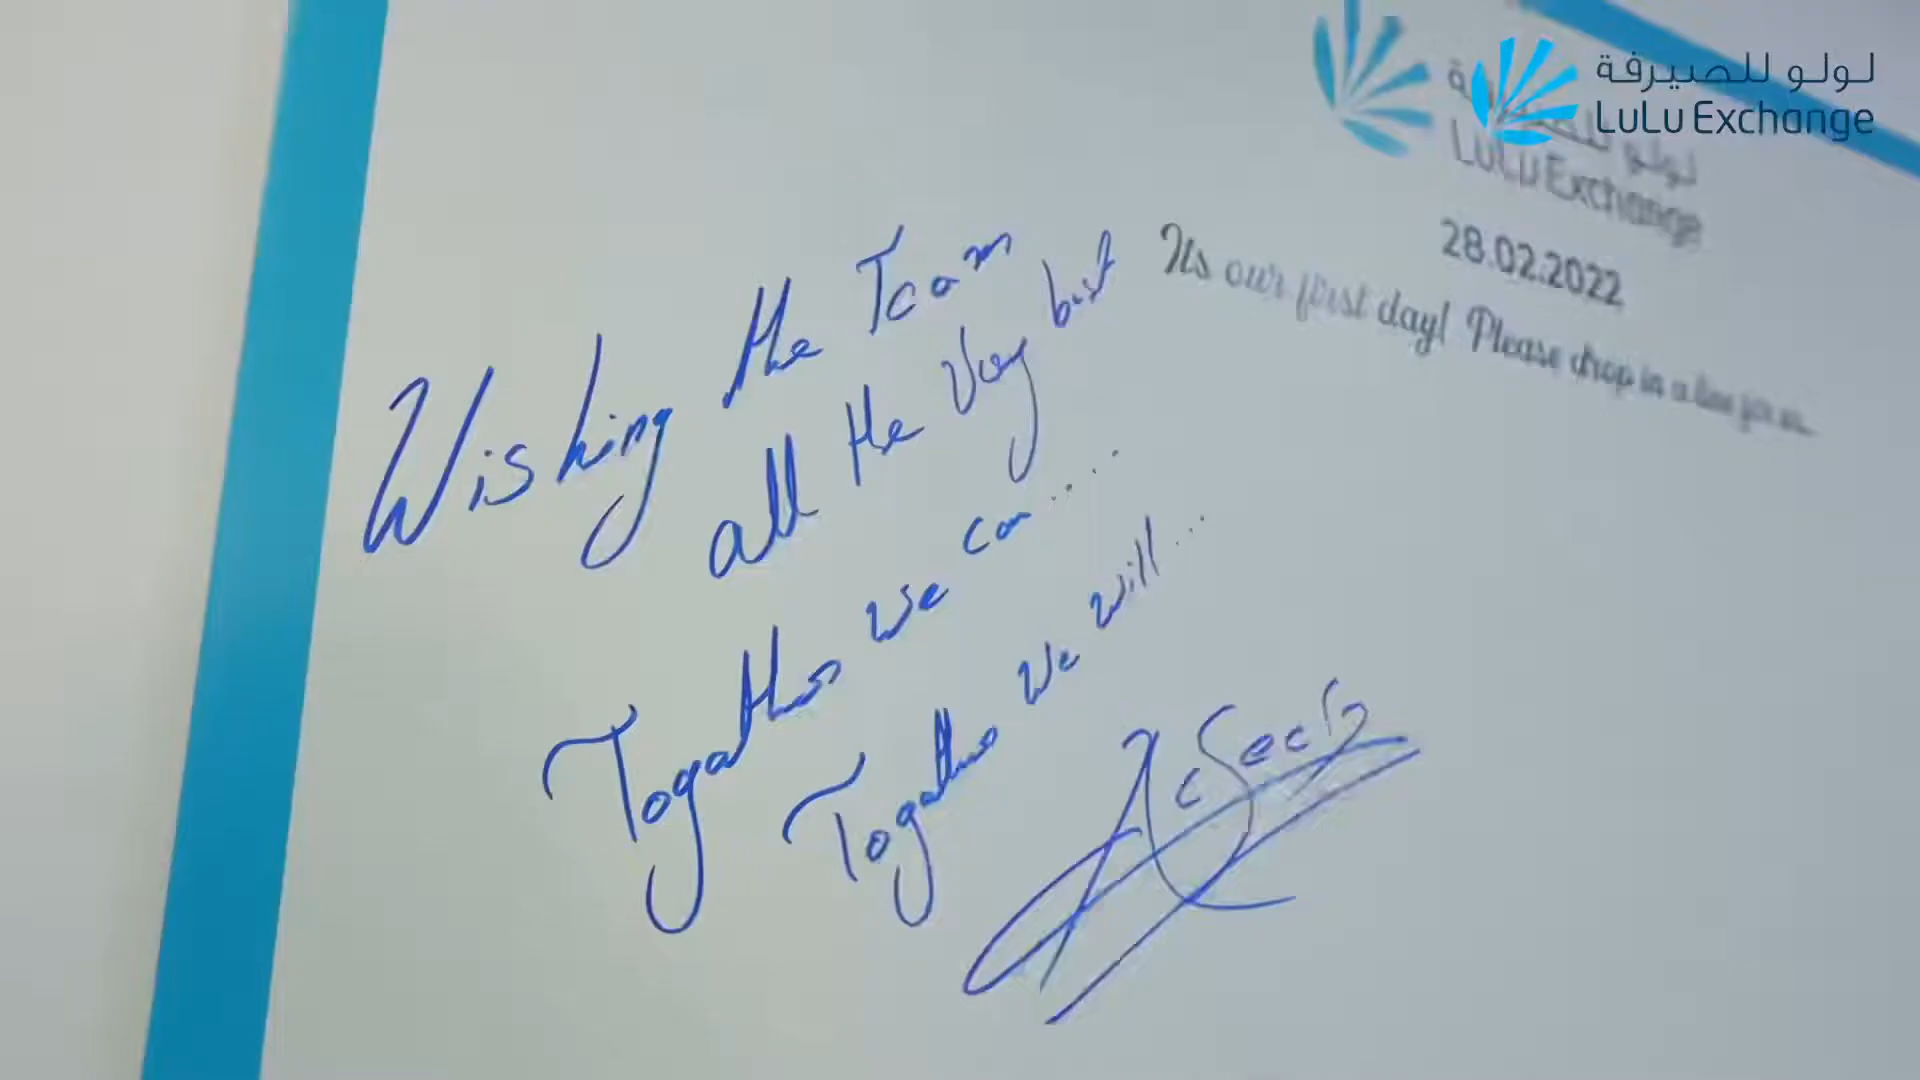 لولو للصيرفة
LuLu Exchange
لولو للصيرفة
LuLu Exchange
28.02.2022
Its our first day! Please drop in a line for us
Wishing the Team
all the very best
Together we can....
Together we will...